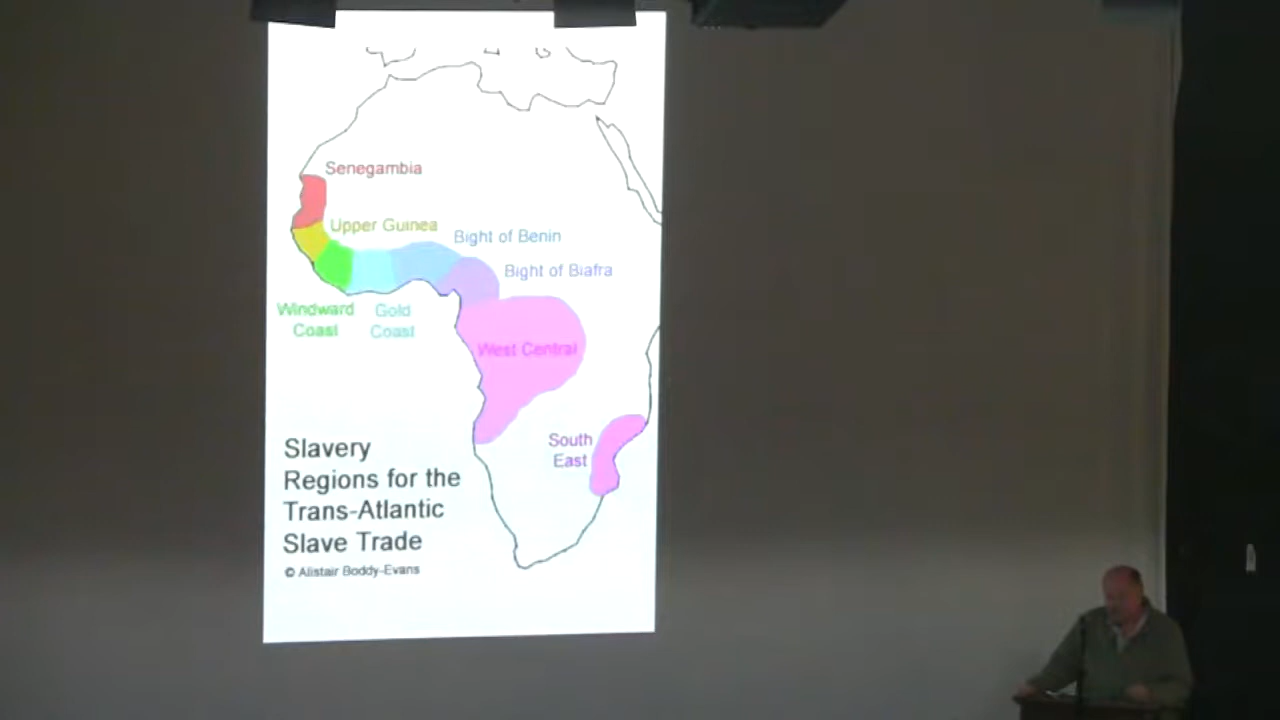 Senegambia
Upper Guinea
Bight of Benin
Bight of Biafra
Windward
Coast
Gold
Coast
West Central
South
East
Slavery
Regions for the
Trans-Atlantic
Slave Trade
© Alistair Boddy-Evans